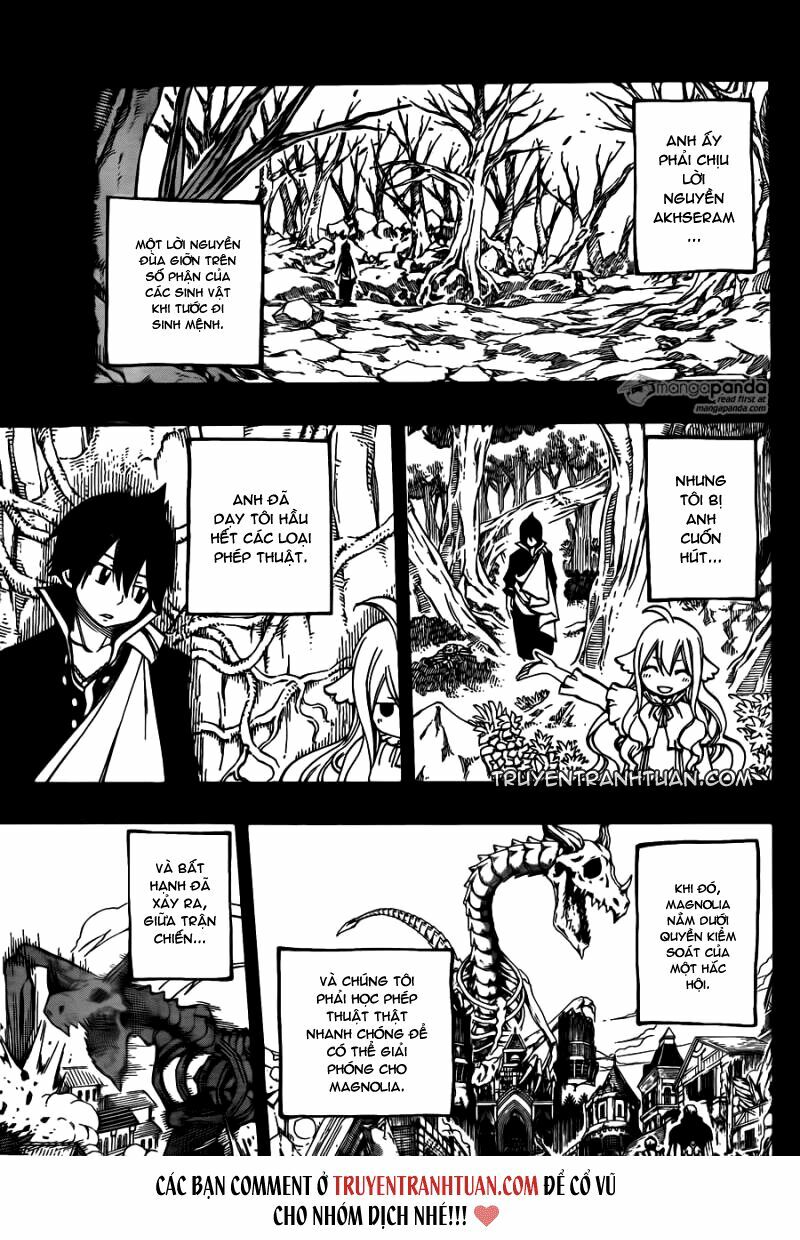 ANH ẤY
PHẢI CHỊU
LỜI
NGUYỀN
AKHSERAM
...
MỘT LỜI NGUYỀN
ĐÙA GIỠN TRÊN
SỐ PHẬN CỦA
CÁC SINH VẬT
KHI TƯỚC ĐI
SINH MỆNH.
mangapanda
read first at
mangapanda.com
NHƯNG
TÔI BỊ
ANH
CUỐN
HÚT...
ANH ĐÃ
DẠY TÔI HẦU
HẾT CÁC LOẠI
PHÉP THUẬT.
TRUYENTRANHTUAN.COM
KHI ĐÓ,
MAGNOLIA
NẰM DƯỚI
QUYỀN KIỂM
SOÁT CỦA
MỘT HẮC
HỘI.
VÀ CHÚNG TÔI
PHẢI HỌC PHÉP
THUẬT THẬT
NHANH CHÓNG ĐỂ
CÓ THỂ GIẢI
PHÓNG CHO
MAGNOLIA.
VÀ BẤT
HẠNH ĐÃ
XẢY RA,
GIỮA TRẬN
CHIẾN...
CÁC BẠN COMMENT Ở TRUYENTRANHTUAN.COM ĐỂ CỔ VŨ
CHO NHÓM DỊCH NHÉ!!! ❤